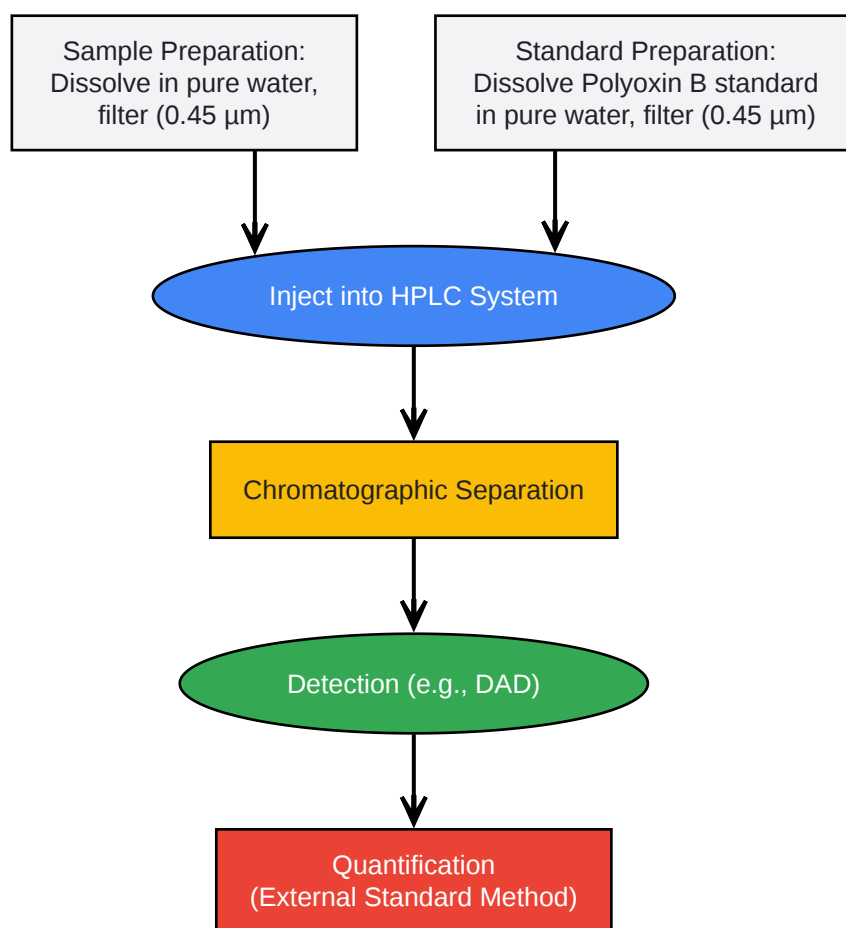 Sample Preparation:
Dissolve in pure water,
filter (0.45 µm)
Standard Preparation:
Dissolve Polyoxin B standard
in pure water, filter (0.45 µm)
Inject into HPLC System
Chromatographic Separation
Detection (e.g., DAD)
Quantification
(External Standard Method)